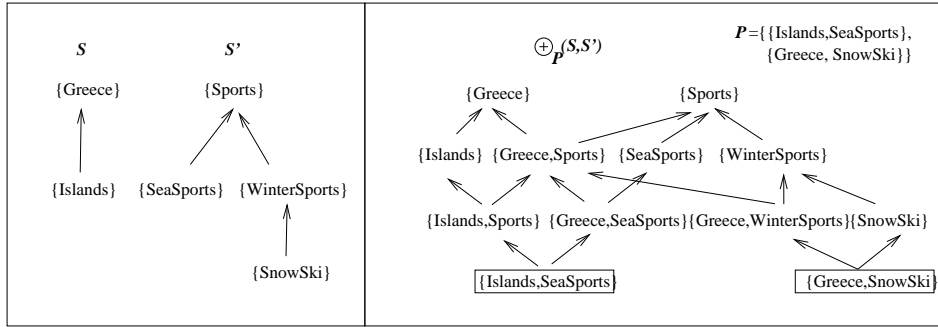 S S'
{Greece} {Sports}
{Islands} {SeaSports} {WinterSports}
{SnowSki}
⊕P(S,S')
P={{Islands,SeaSports},
{Greece, SnowSki}}
{Greece} {Sports}
{Islands} {Greece,Sports} {SeaSports} {WinterSports}
{Islands,Sports} {Greece,SeaSports} {Greece,WinterSports} {SnowSki}
{Islands,SeaSports} {Greece,SnowSki}